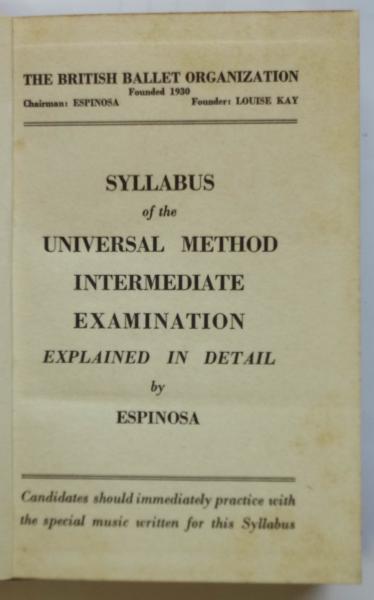 THE BRITISH BALLET ORGANIZATION
Founded 1930
Chairman: ESPINOSA Founder: LOUISE KAY
SYLLABUS
of the
UNIVERSAL METHOD
INTERMEDIATE
EXAMINATION
EXPLAINED IN DETAIL
by
ESPINOSA
Candidates should immediately practice with
the special music written for this Syllabus